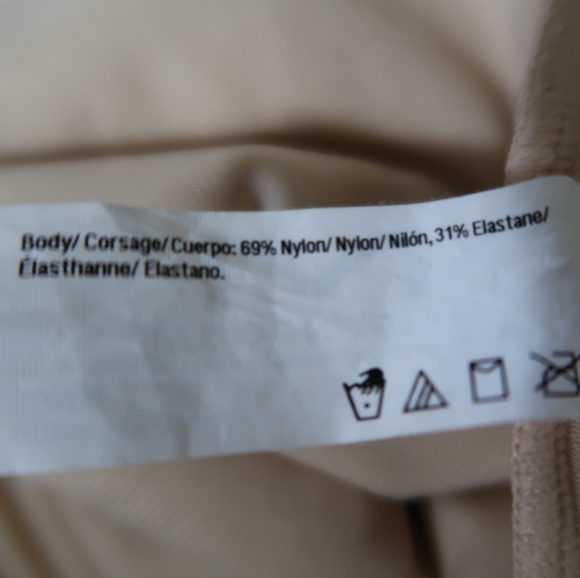 Body/ Corsage/ Cuerpo: 69% Nylon/ Nylon/ Nilón, 31% Elastane/
Élasthanne/ Elastano.